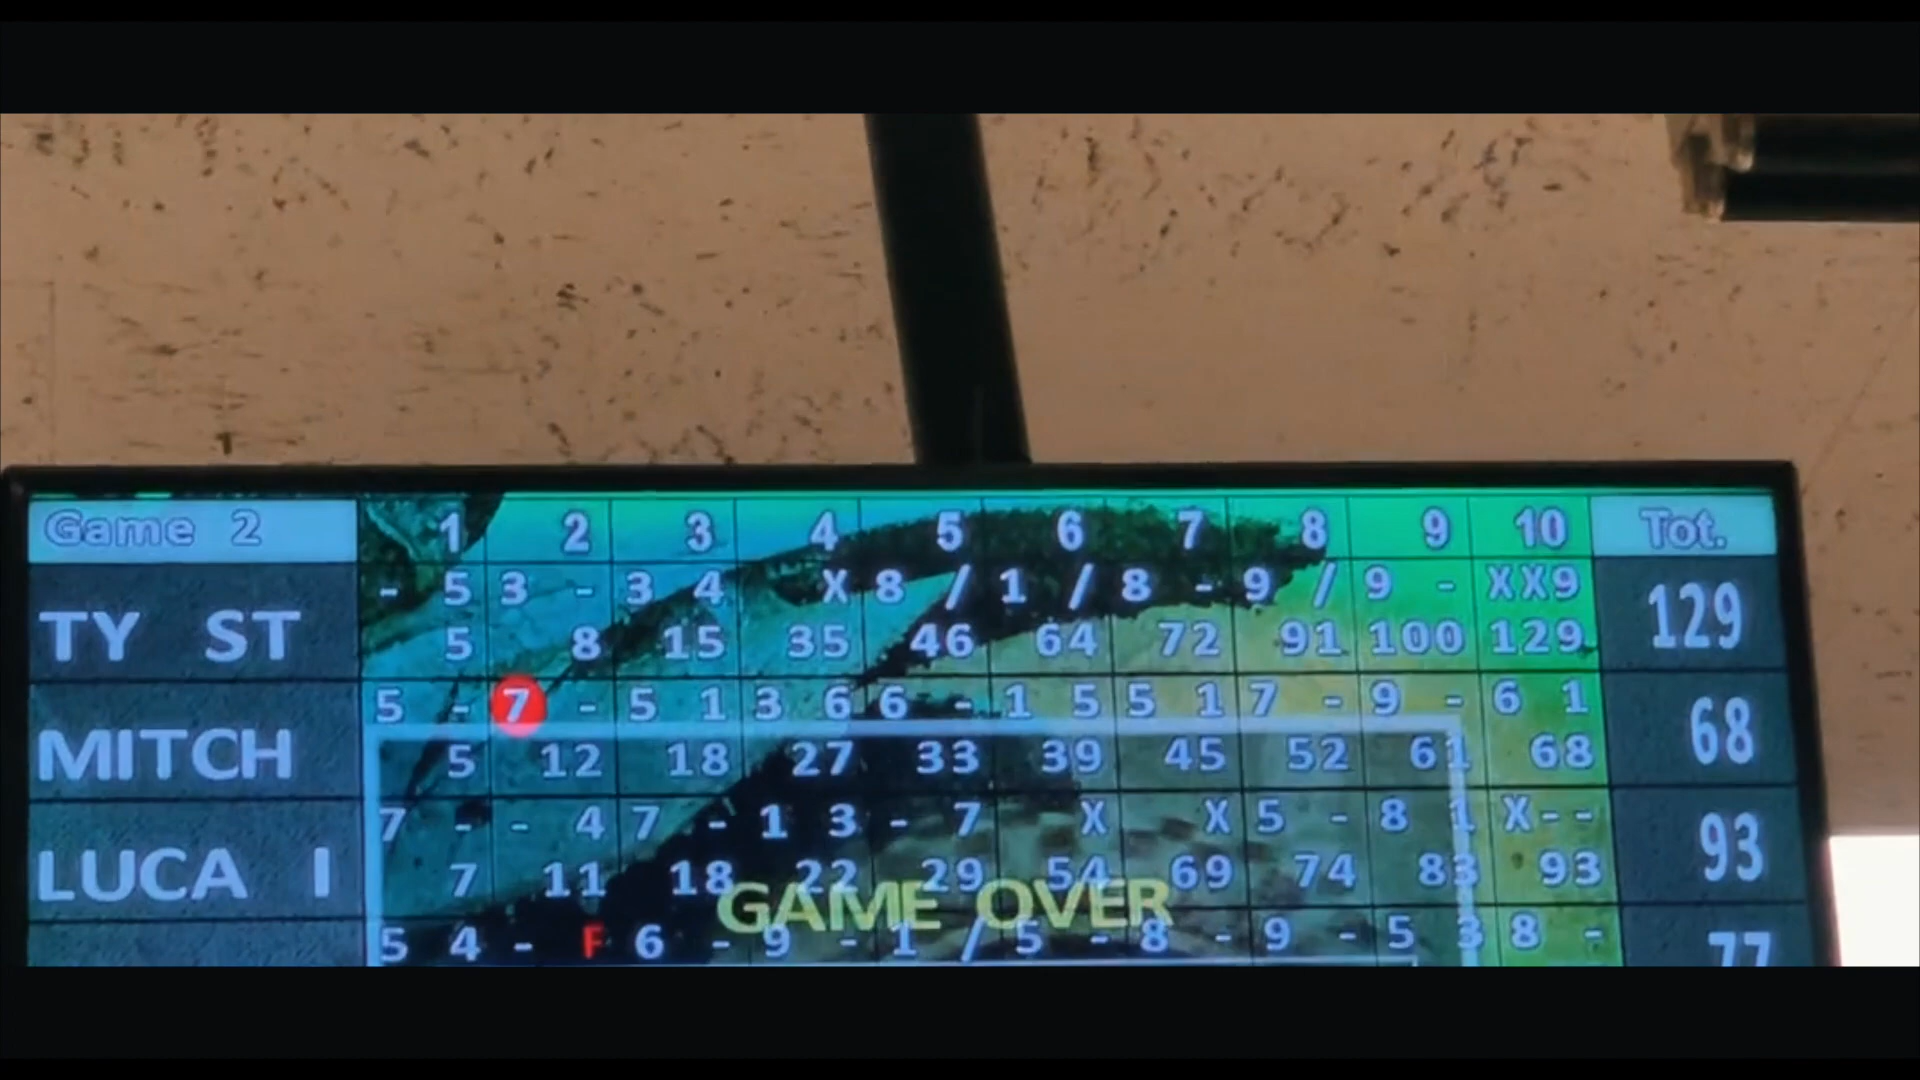 Game 2 1 2 3 4 5 6 7 8 9 10 Tot.
- 5 3 - 3 4 X 8 / 1 / 8 - 9 / 9 - X X 9
TY ST 5 8 15 35 46 64 72 91 100 129 129
5 - 7 - 5 1 3 6 6 - 1 5 5 1 7 - 9 - 6 1
MITCH 5 12 18 27 33 39 45 52 61 68 68
7 - - 4 7 - 1 3 - 7 X X 5 - 8 1 X - -
LUCA I 7 11 18 22 29 54 69 74 83 93 93
GAME OVER
5 4 - F 6 - 9 - 1 / 5 - 8 - 9 - 5 3 8 - 77